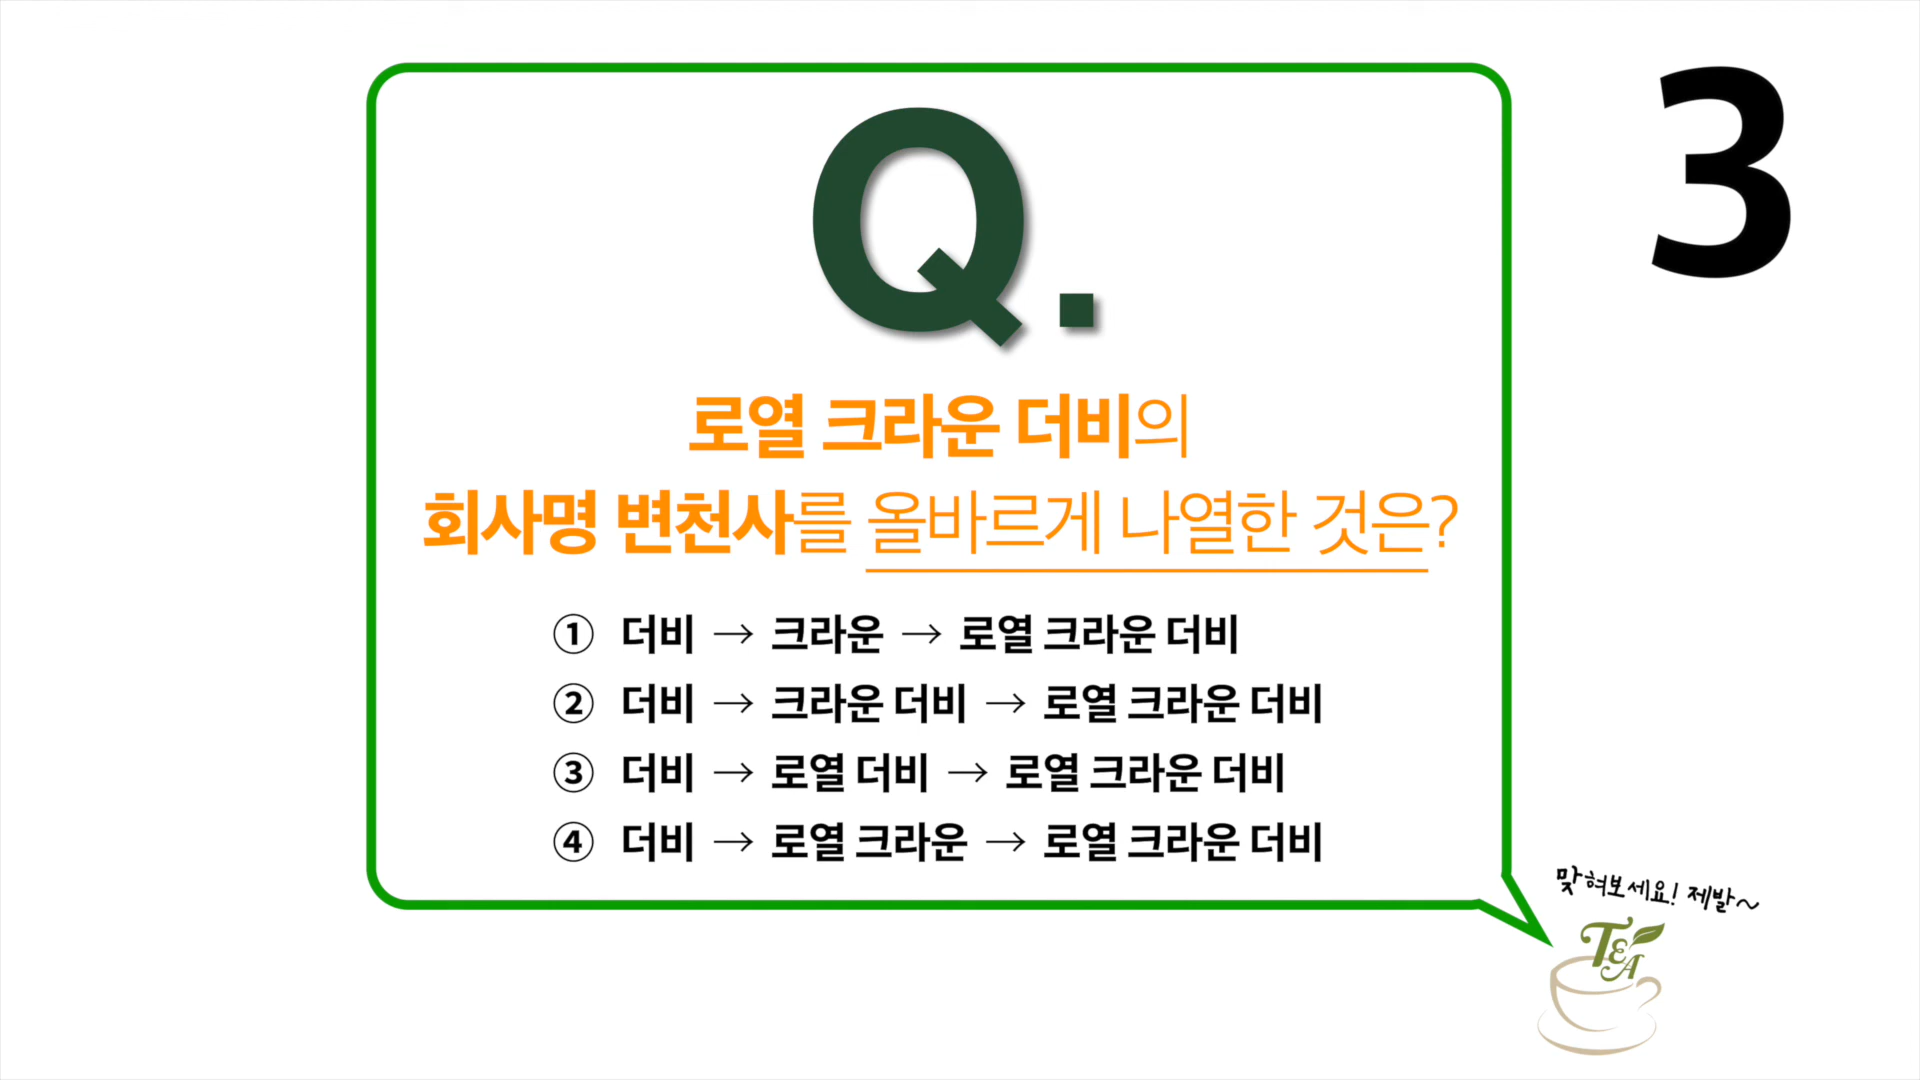 3
Q.
로열 크라운 더비의
회사명 변천사를 올바르게 나열한 것은?
① 더비 → 크라운 → 로열 크라운 더비
② 더비 → 크라운 더비 → 로열 크라운 더비
③ 더비 → 로열 더비 → 로열 크라운 더비
④ 더비 → 로열 크라운 → 로열 크라운 더비
맞혀보세요! 제발~
TEA